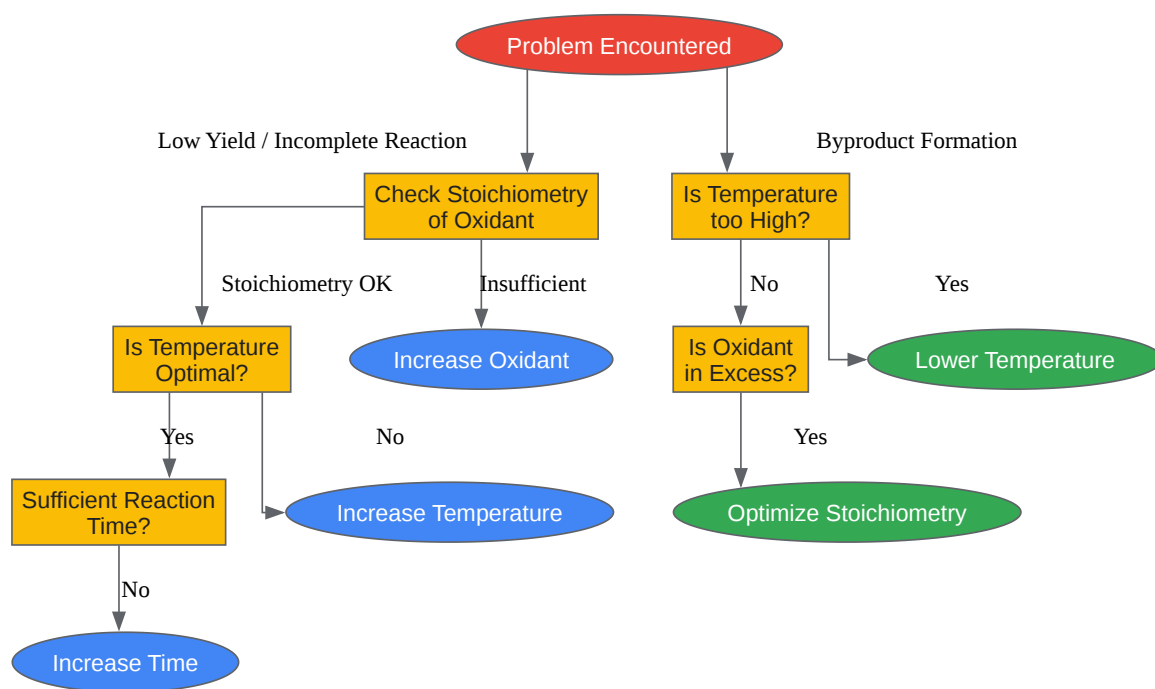 Problem Encountered
Low Yield / Incomplete Reaction
Byproduct Formation
Check Stoichiometry
of Oxidant
Is Temperature
too High?
Stoichiometry OK
Insufficient
No
Yes
Is Temperature
Optimal?
Increase Oxidant
Is Oxidant
in Excess?
Lower Temperature
Yes
No
Yes
Sufficient Reaction
Time?
Increase Temperature
Optimize Stoichiometry
No
Increase Time